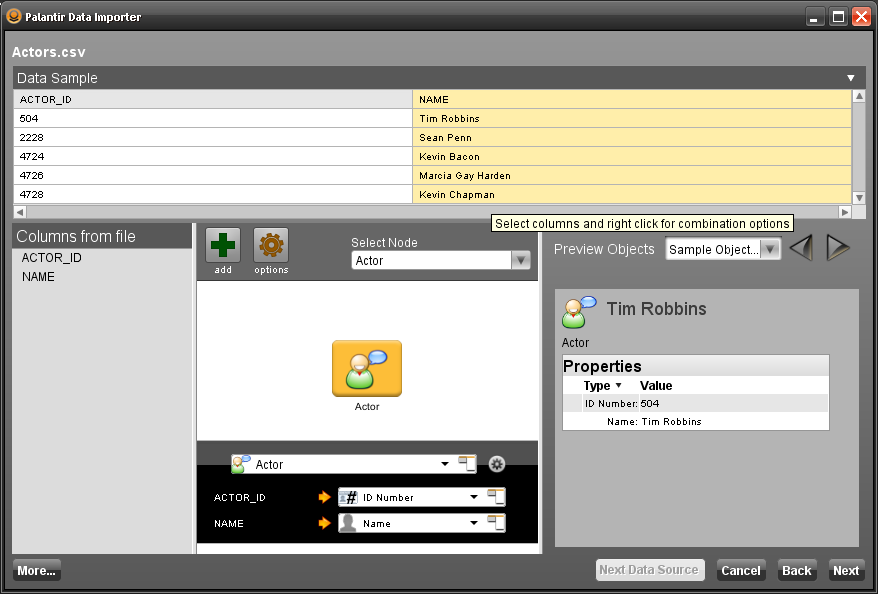 Palantir Data Importer
Actors.csv
Data Sample
ACTOR_ID NAME
504 Tim Robbins
2228 Sean Penn
4724 Kevin Bacon
4726 Marcia Gay Harden
4728 Kevin Chapman
Select columns and right click for combination options
Columns from file
ACTOR_ID
NAME
add
options
Select Node
Actor
Actor
Actor
ACTOR_ID ID Number
NAME Name
Preview Objects Sample Object...
Tim Robbins
Actor
Properties
Type Value
ID Number: 504
Name: Tim Robbins
More...
Next Data Source
Cancel
Back
Next